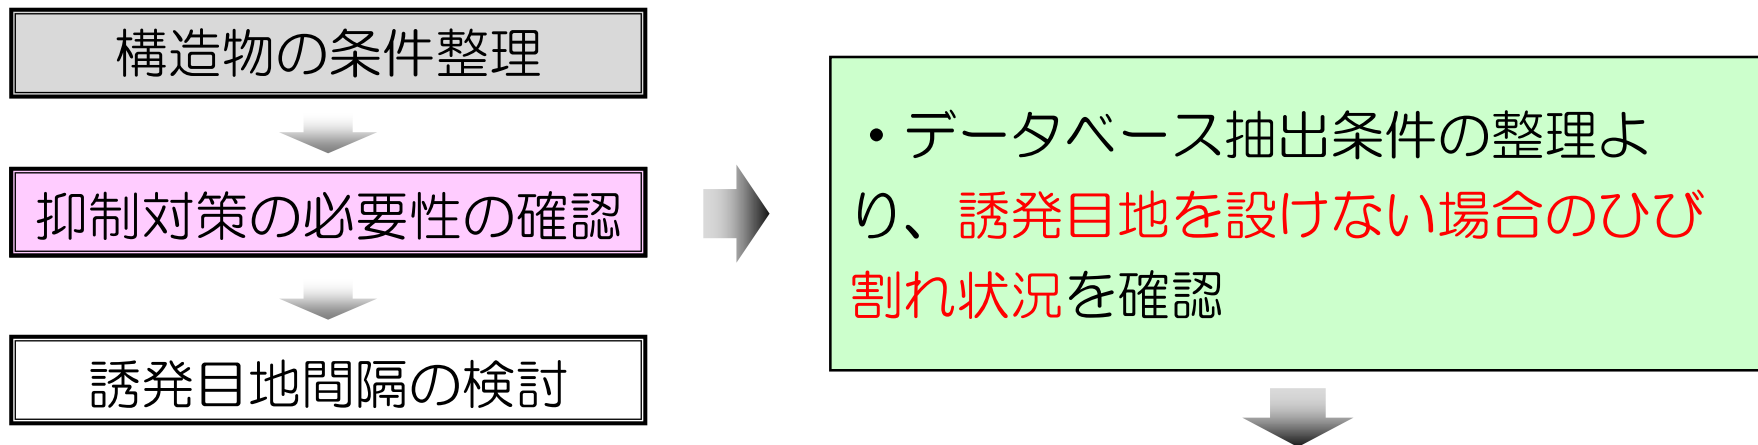 構造物の条件整理
抑制対策の必要性の確認
誘発目地間隔の検討
・データベース抽出条件の整理よ
り、誘発目地を設けない場合のひび
割れ状況を確認